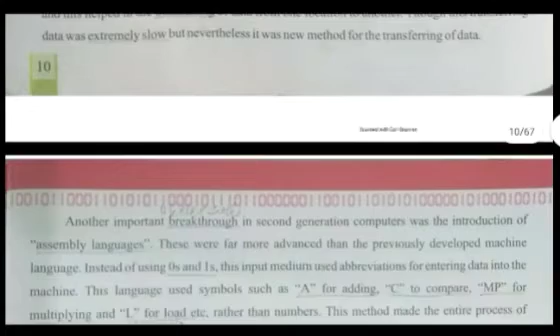 data was extremely slow but nevertheless it was new method for the transferring of data.
10
Scanned with CamScanner
10/67
Another important breakthrough in second generation computers was the introduction of
"assembly languages". These were far more advanced than the previously developed machine
language. Instead of using 0s and 1s, this input medium used abbreviations for entering data into the
machine. This language used symbols such as "A" for adding, "C" to compare, "MP" for
multiplying and "L" for load etc, rather than numbers. This method made the entire process of